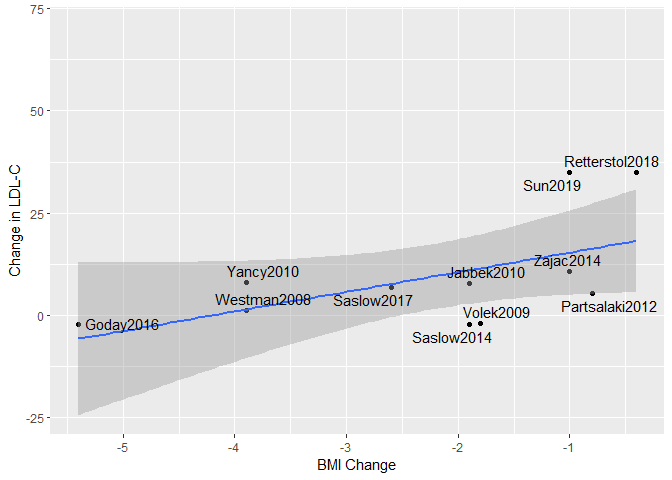 75
50
25
0
-25
Change in LDL-C
Retterstol2018
Sun2019
Zajac2014
Yancy2010
Jabbek2010
Westman2008
Saslow2017
Partsalaki2012
Volek2009
Goday2016
Saslow2014
-5
-4
-3
-2
-1
BMI Change